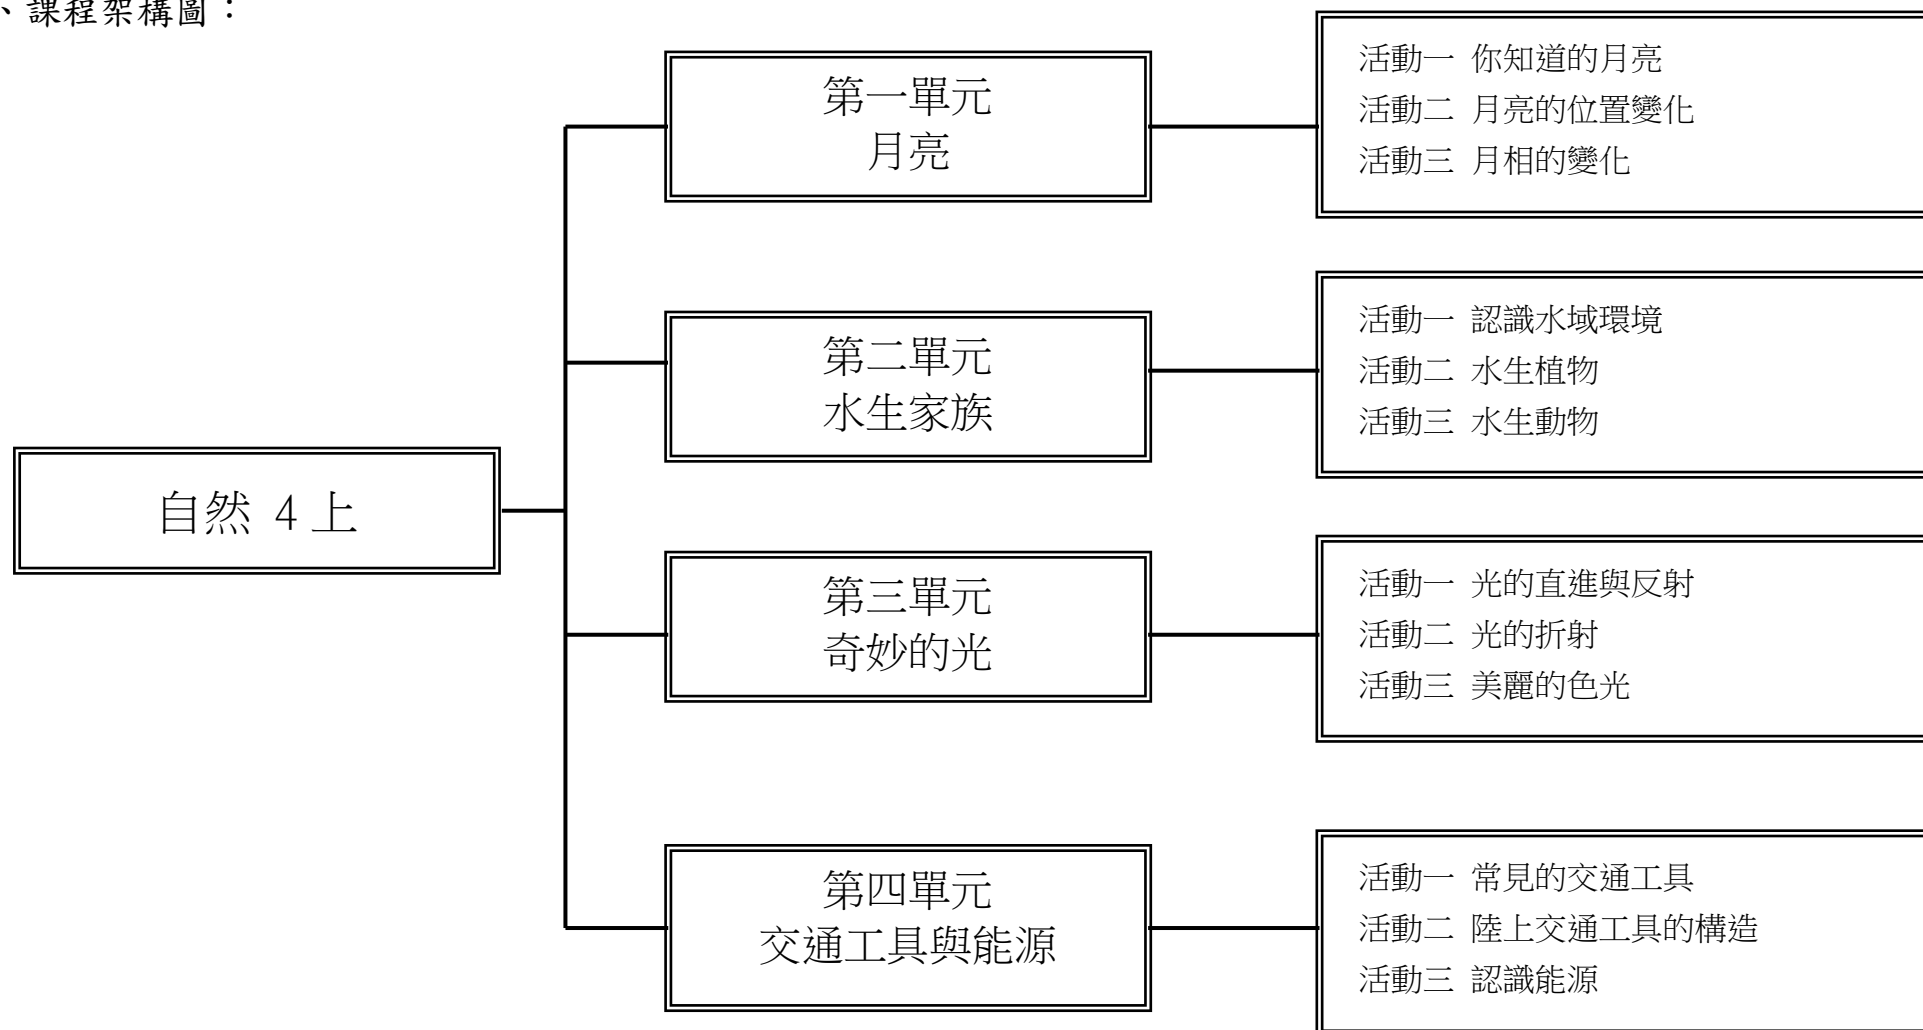 、課程架構圖：
自然 4 上
第一單元
月亮
活動一 你知道的月亮
活動二 月亮的位置變化
活動三 月相的變化
第二單元
水生家族
活動一 認識水域環境
活動二 水生植物
活動三 水生動物
第三單元
奇妙的光
活動一 光的直進與反射
活動二 光的折射
活動三 美麗的色光
第四單元
交通工具與能源
活動一 常見的交通工具
活動二 陸上交通工具的構造
活動三 認識能源